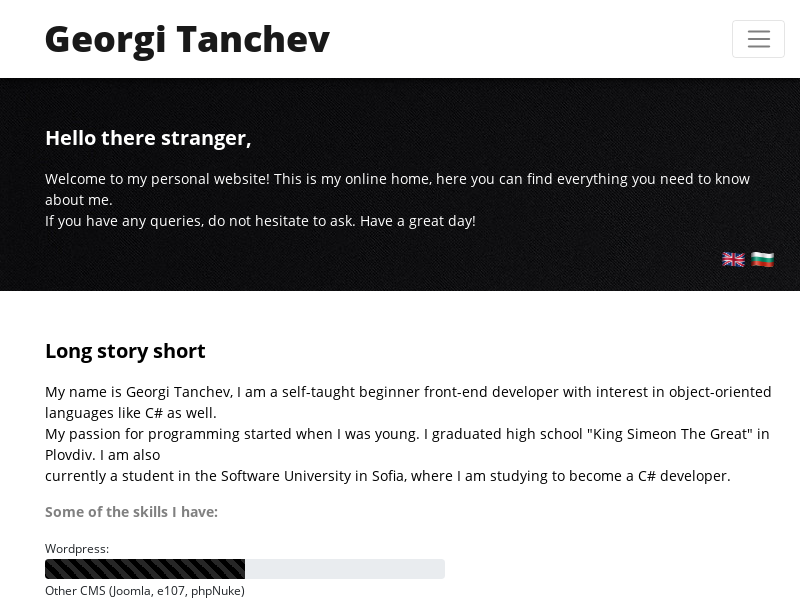 Georgi Tanchev
Hello there stranger,
Welcome to my personal website! This is my online home, here you can find everything you need to know
about me.
If you have any queries, do not hesitate to ask. Have a great day!
Long story short
My name is Georgi Tanchev, I am a self-taught beginner front-end developer with interest in object-oriented
languages like C# as well.
My passion for programming started when I was young. I graduated high school "King Simeon The Great" in
Plovdiv. I am also
currently a student in the Software University in Sofia, where I am studying to become a C# developer.
Some of the skills I have:
Wordpress:
Other CMS (Joomla, e107, phpNuke)